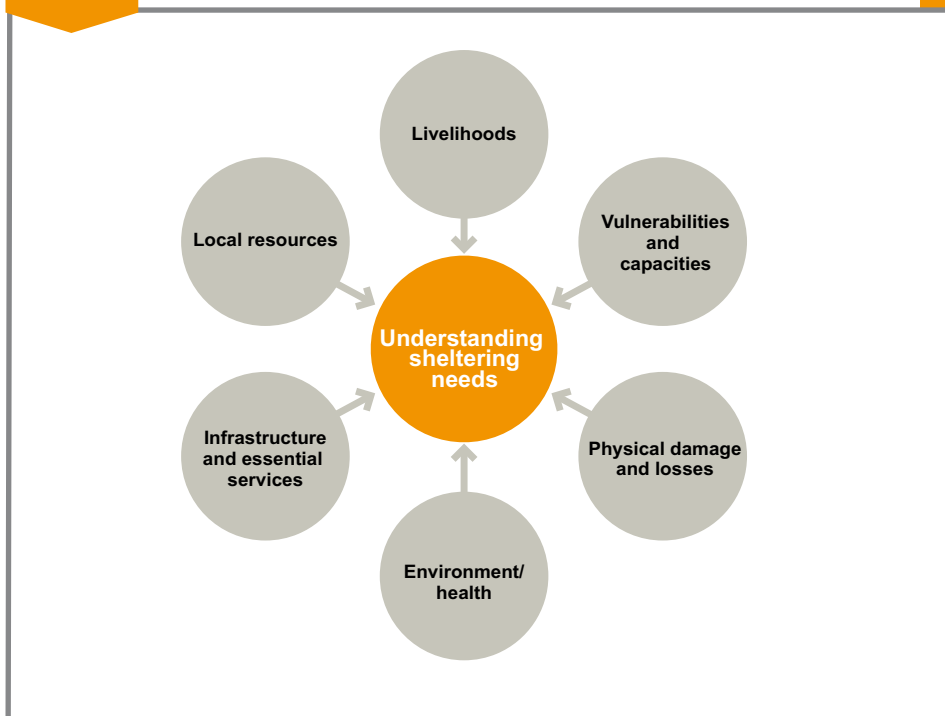 Livelihoods
Local resources
Vulnerabilities
and
capacities
Understanding
sheltering
needs
Infrastructure
and essential
services
Physical damage
and losses
Environment/
health